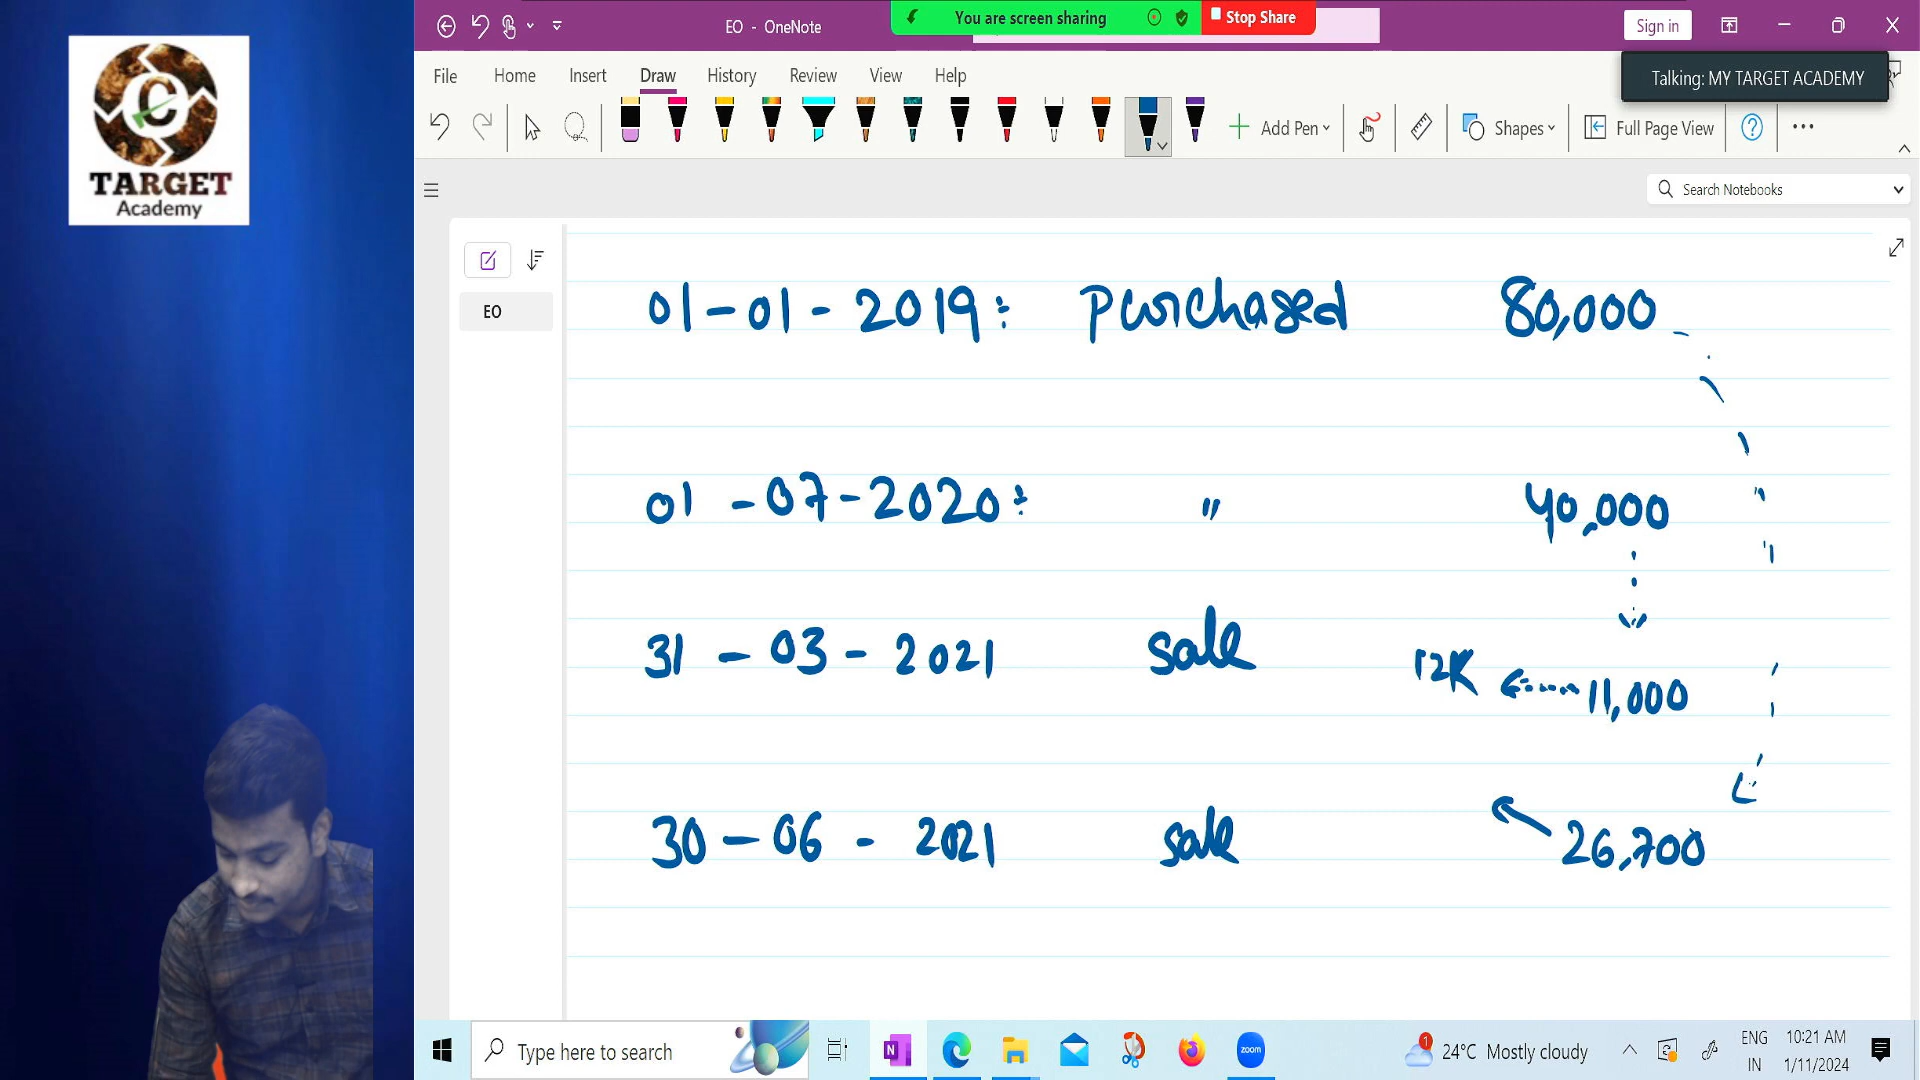 EO - OneNote
You are screen sharing
Stop Share
Sign in
File Home Insert Draw History Review View Help
Talking: MY TARGET ACADEMY
Add Pen
Shapes
Full Page View
Search Notebooks
C
TARGET
Academy
EO
01-01-2019: purchased 80,000
01-07-2020: " 40,000
31-03-2021 sale 12K 11,000
30-06-2021 sale 26,700
Type here to search
N
zoom
1
24°C Mostly cloudy
ENG
IN
10:21 AM
1/11/2024